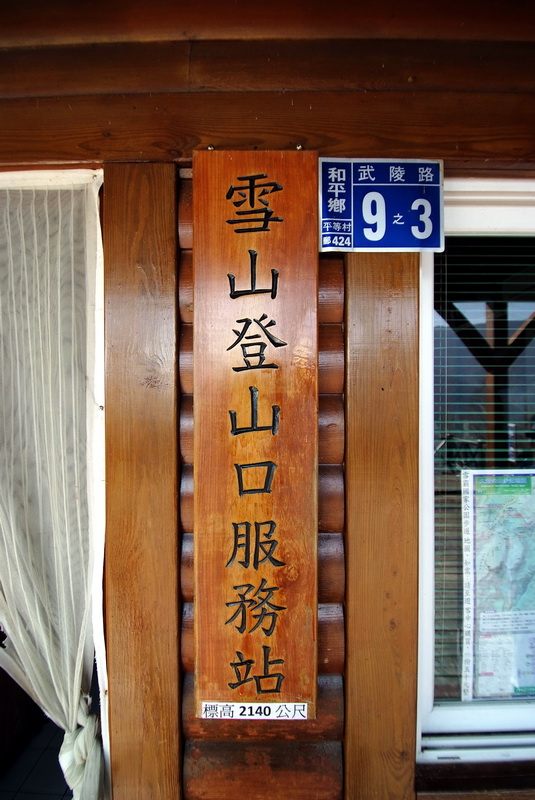 雪山登山口服務站
標高 2140 公尺
和平鄉
武陵路
平等村
9之3
郵 424